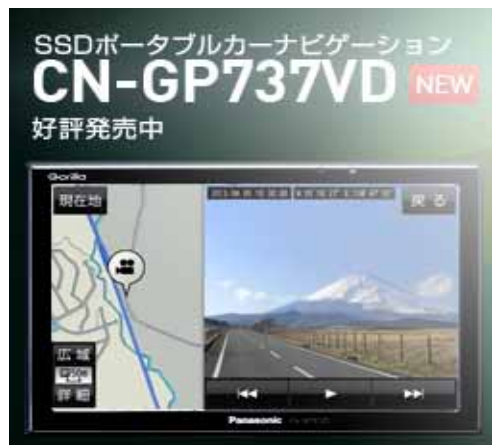 SSDポータブルカーナビゲーション
CN-GP737VD NEW
好評発売中
Gorilla
現在地
戻る
広域
詳細
Panasonic